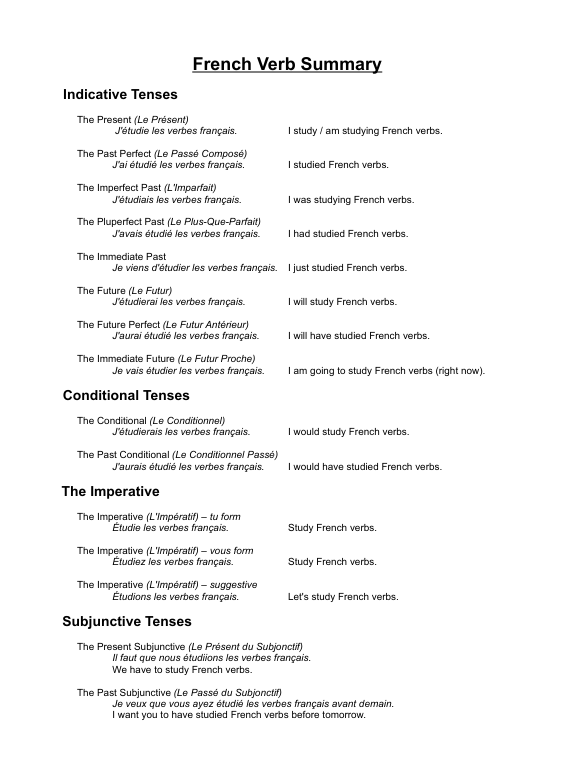 French Verb Summary
Indicative Tenses
The Present (Le Présent)
J'étudie les verbes français. I study / am studying French verbs.
The Past Perfect (Le Passé Composé)
J'ai étudié les verbes français. I studied French verbs.
The Imperfect Past (L'Imparfait)
J'étudiais les verbes français. I was studying French verbs.
The Pluperfect Past (Le Plus-Que-Parfait)
J'avais étudié les verbes français. I had studied French verbs.
The Immediate Past
Je viens d'étudier les verbes français. I just studied French verbs.
The Future (Le Futur)
J'étudierai les verbes français. I will study French verbs.
The Future Perfect (Le Futur Antérieur)
J'aurai étudié les verbes français. I will have studied French verbs.
The Immediate Future (Le Futur Proche)
Je vais étudier les verbes français. I am going to study French verbs (right now).
Conditional Tenses
The Conditional (Le Conditionnel)
J'étudierais les verbes français. I would study French verbs.
The Past Conditional (Le Conditionnel Passé)
J'aurais étudié les verbes français. I would have studied French verbs.
The Imperative
The Imperative (L'Impératif) – tu form
Étudie les verbes français. Study French verbs.
The Imperative (L'Impératif) – vous form
Étudiez les verbes français. Study French verbs.
The Imperative (L'Impératif) – suggestive
Étudions les verbes français. Let's study French verbs.
Subjunctive Tenses
The Present Subjunctive (Le Présent du Subjonctif)
Il faut que nous étudiions les verbes français.
We have to study French verbs.
The Past Subjunctive (Le Passé du Subjonctif)
Je veux que vous ayez étudié les verbes français avant demain.
I want you to have studied French verbs before tomorrow.